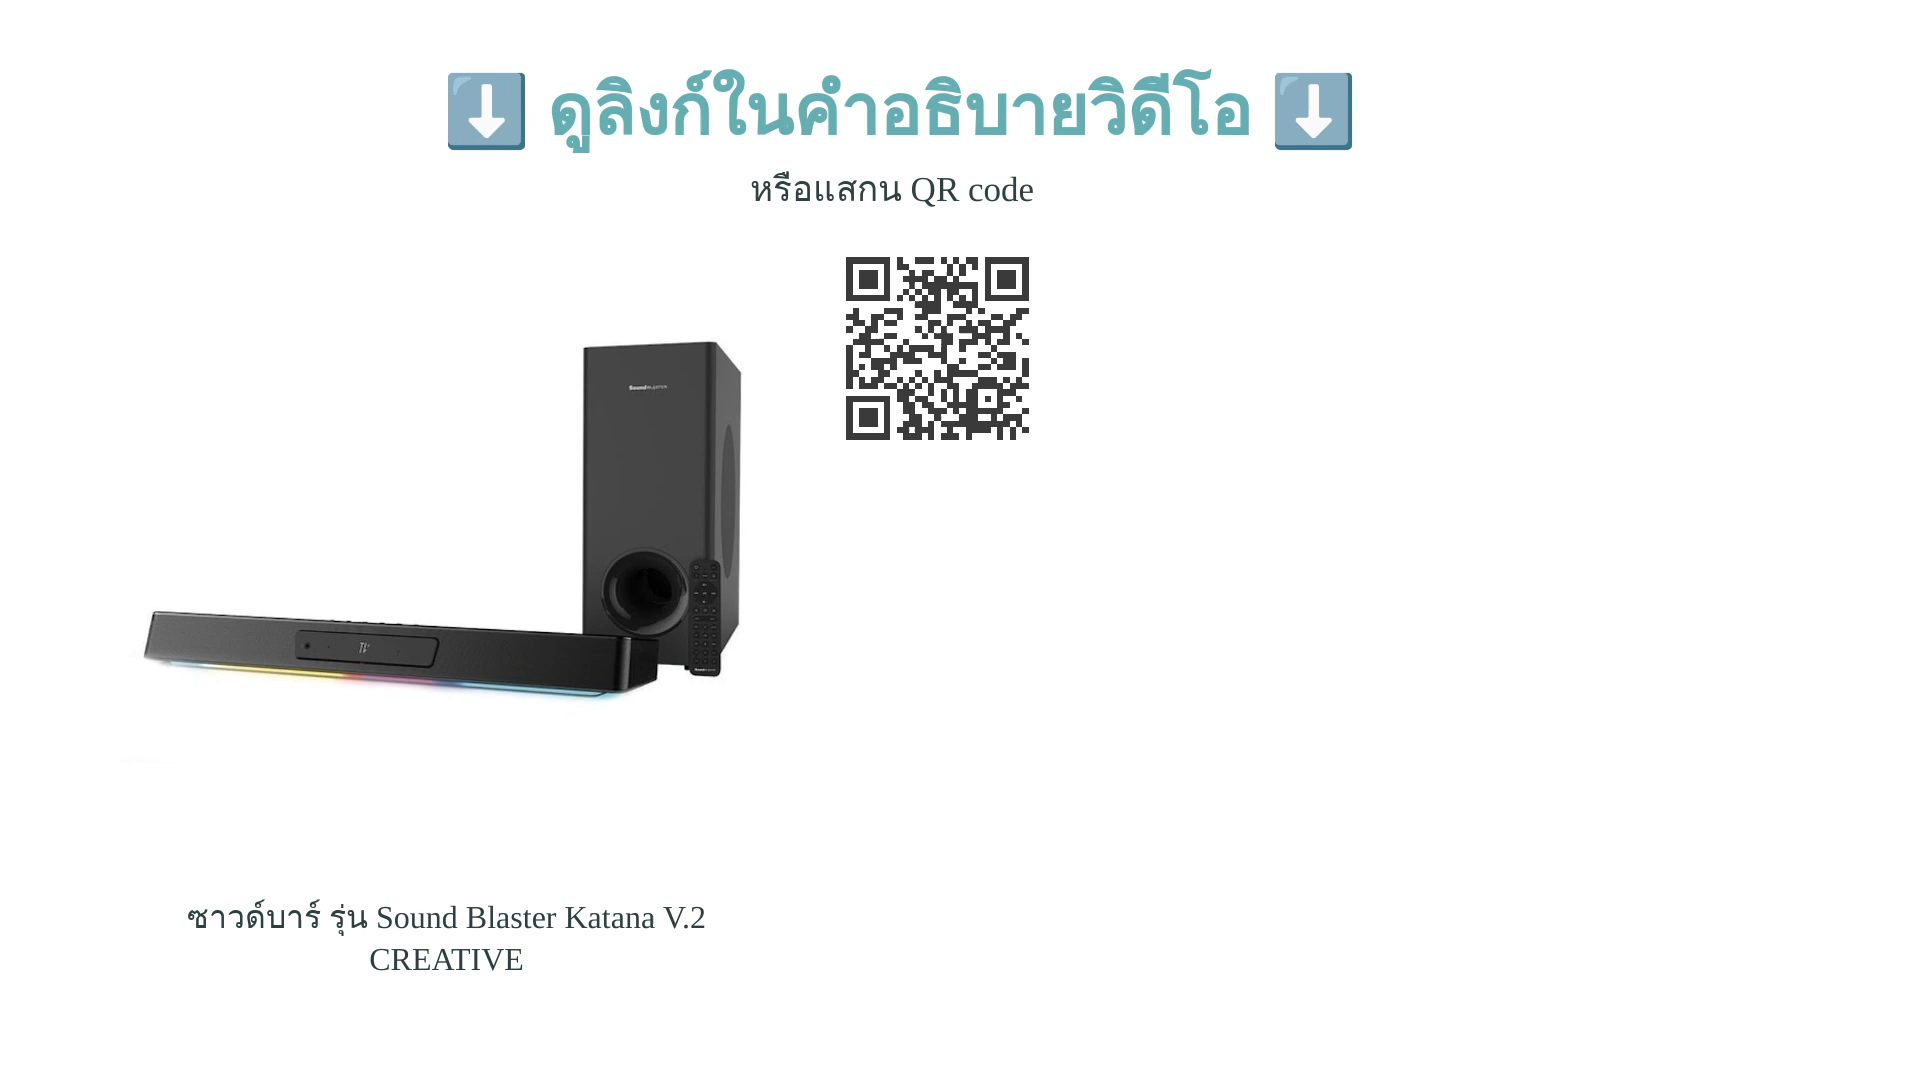 ⬇️ ดูลิงก์ในคำอธิบายวิดีโอ ⬇️
หรือแสกน QR code
Sound BLASTER
ซาวด์บาร์ รุ่น Sound Blaster Katana V.2
CREATIVE